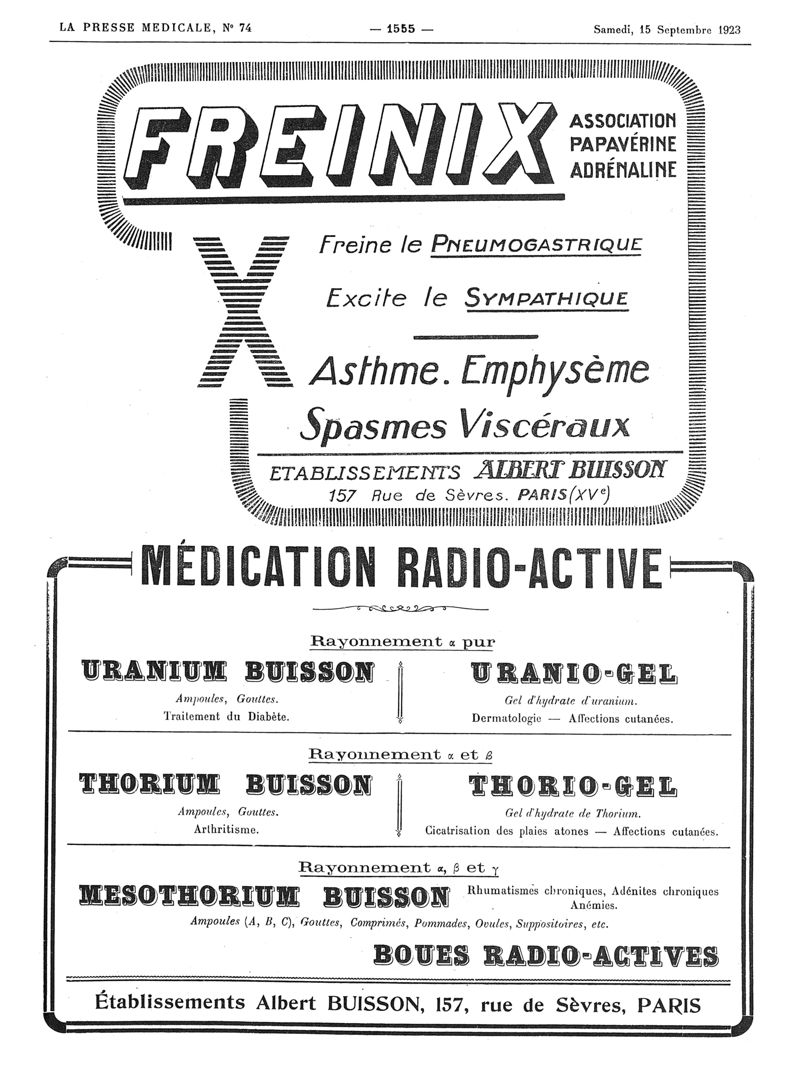 LA PRESSE MEDICALE, Nº 74
— 1555 —
Samedi, 15 Septembre 1923
FREINIX
ASSOCIATION
PAPAVÉRINE
ADRÉNALINE
X
Freine le PNEUMOGASTRIQUE
Excite le SYMPATHIQUE
Asthme. Emphysème
Spasmes Viscéraux
ETABLISSEMENTS ALBERT BUISSON
157 Rue de Sèvres. PARIS (XVe)
MÉDICATION RADIO-ACTIVE
Rayonnement α pur
URANIUM BUISSON
Ampoules, Gouttes.
Traitement du Diabète.
URANIO-GEL
Gel d'hydrate d'uranium.
Dermatologie — Affections cutanées.
Rayonnement α et β
THORIUM BUISSON
Ampoules, Gouttes.
Arthritisme.
THORIO-GEL
Gel d'hydrate de Thorium.
Cicatrisation des plaies atones — Affections cutanées.
Rayonnement α, β et γ
MESOTHORIUM BUISSON
Rhumatismes chroniques, Adénites chroniques
Anémies.
Ampoules (A, B, C), Gouttes, Comprimés, Pommades, Ovules, Suppositoires, etc.
BOUES RADIO-ACTIVES
Établissements Albert BUISSON, 157, rue de Sèvres, PARIS